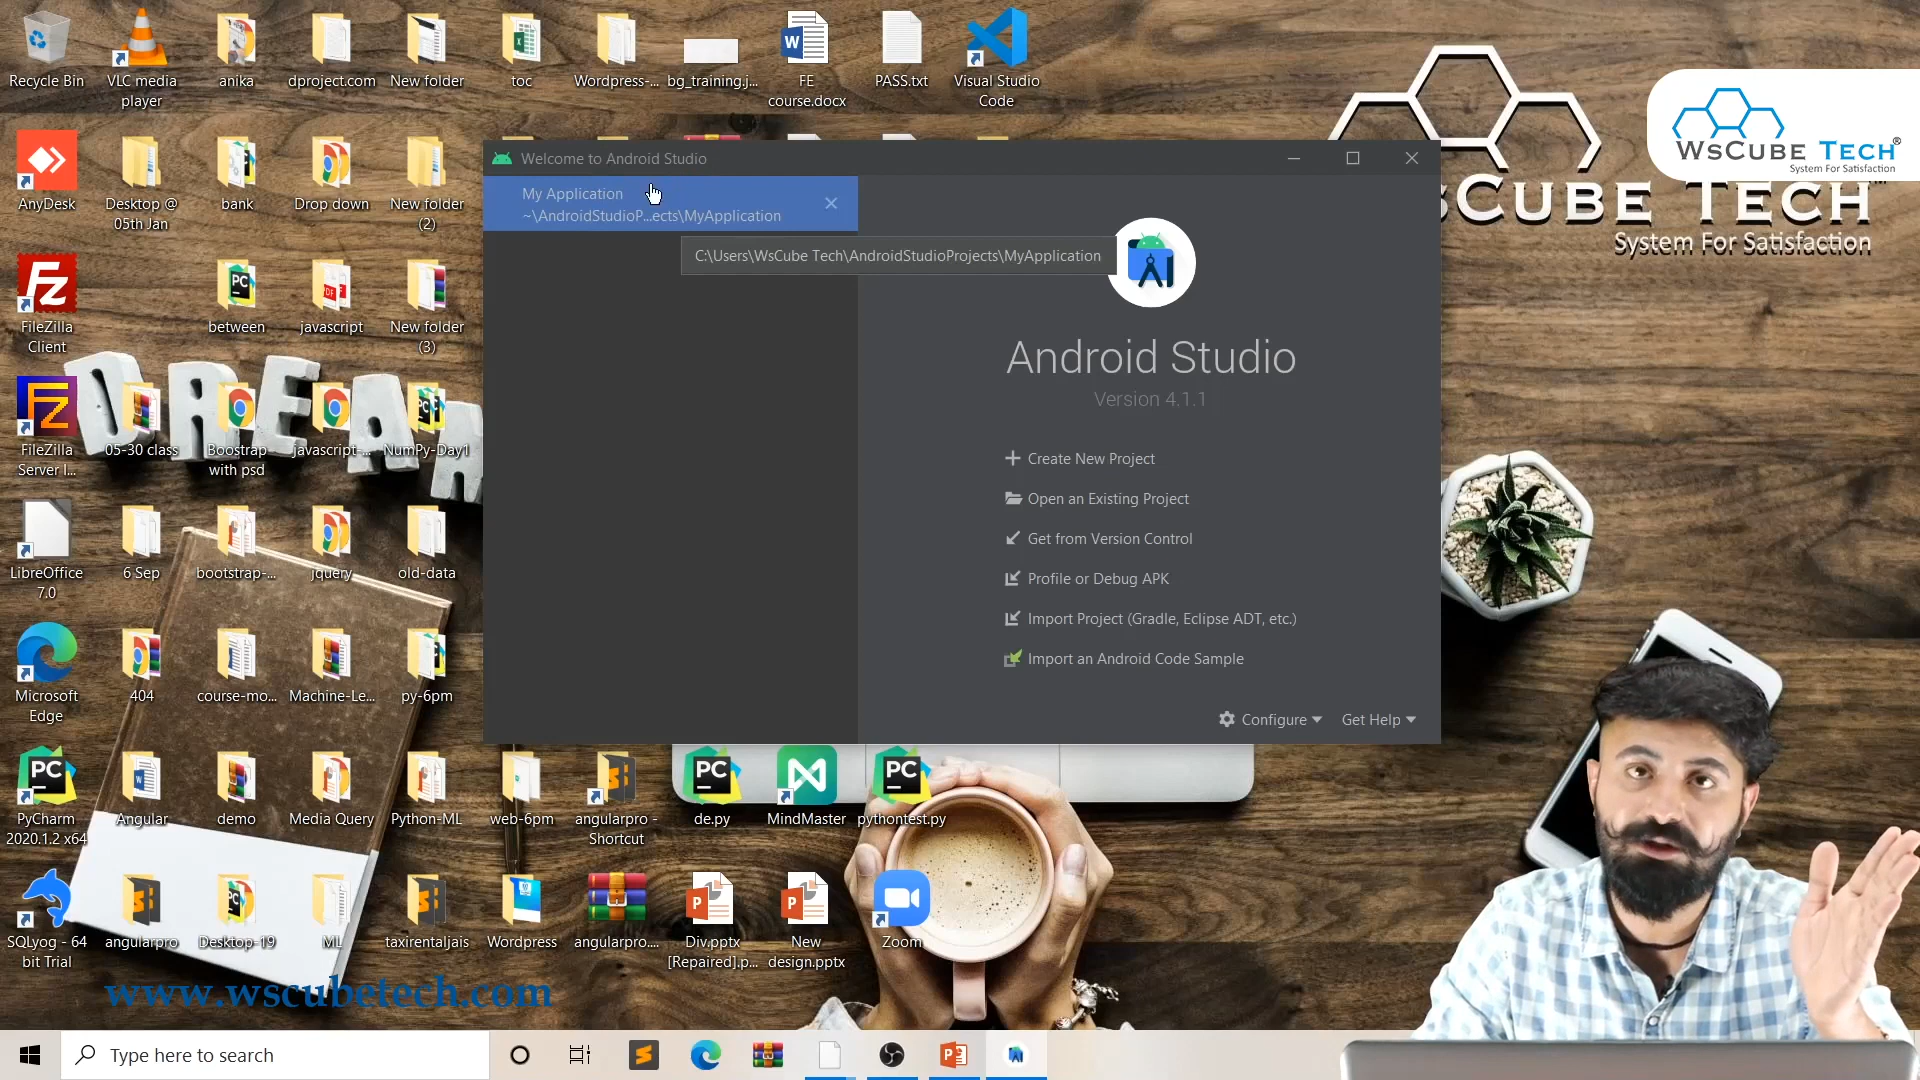 Recycle Bin
VLC media
player
anika
dproject.com
New folder
toc
Wordpress-...
bg_training.j...
FE
course.docx
PASS.txt
Visual Studio
Code
WsCube Tech®
System For Satisfaction
sCube Tech
System For Satisfaction
AnyDesk
Desktop @
05th Jan
bank
Drop down
New folder
(2)
Welcome to Android Studio
My Application
~\AndroidStudioP...ects\MyApplication
C:\Users\WsCube Tech\AndroidStudioProjects\MyApplication
FileZilla
Client
between
javascript
New folder
(3)
DREAM
Android Studio
Version 4.1.1
Create New Project
Open an Existing Project
Get from Version Control
Profile or Debug APK
Import Project (Gradle, Eclipse ADT, etc.)
Import an Android Code Sample
Configure
Get Help
FileZilla
Server I...
05-30 class
Boostrap
with psd
javascript-...
NumPy-Day1
LibreOffice
7.0
6 Sep
bootstrap-...
jquery
old-data
Microsoft
Edge
404
course-mo...
Machine-Le...
py-6pm
PyCharm
2020.1.2 x64
Angular
demo
Media Query
Python-ML
web-6pm
angularpro -
Shortcut
de.py
MindMaster
pythontest.py
SQLyog - 64
bit Trial
angularpro
Desktop-19
ML
taxirentaljais
Wordpress
angularpro....
Div.pptx
[Repaired].p...
New
design.pptx
Zoom
www.wscubetech.com
Type here to search